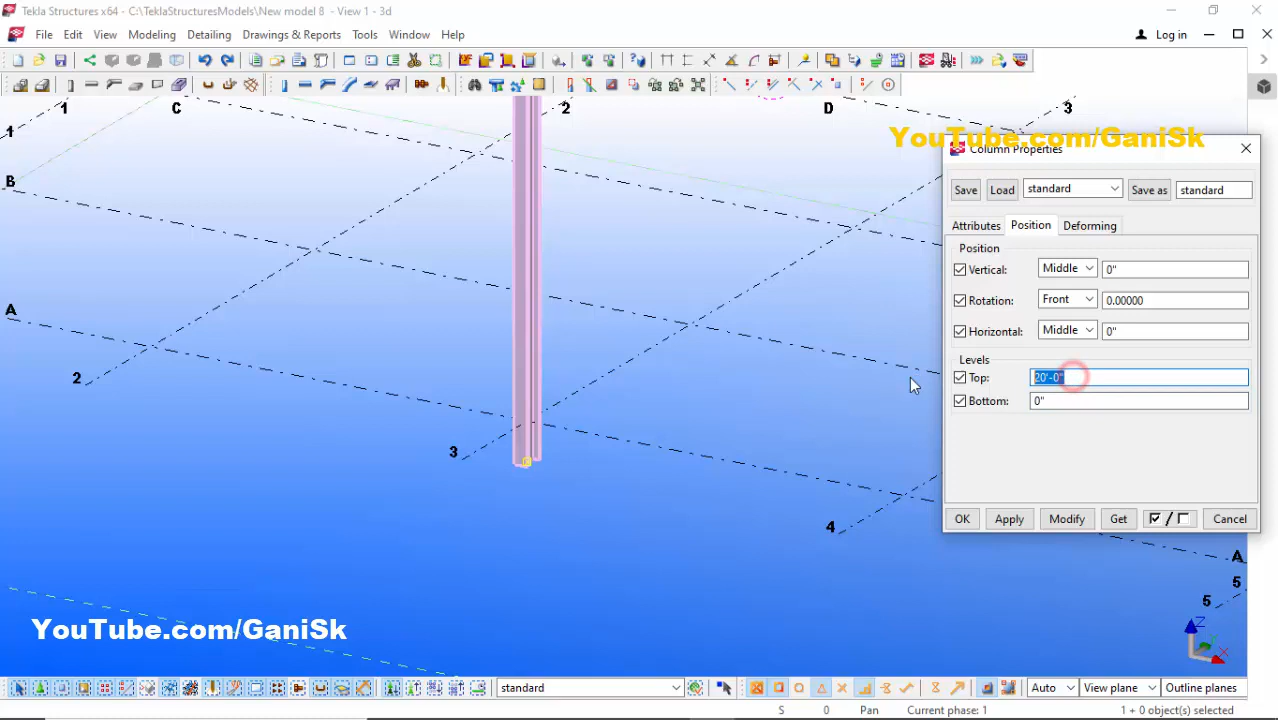 Tekla Structures x64 - C:\TeklaStructuresModels\New model 8 - View 1 - 3d
File Edit View Modeling Detailing Drawings & Reports Tools Window Help
Log in
1
C
2
D
3
B
A
2
3
4
A
5
5
YouTube.com/GaniSk
Column Properties
Save Load standard Save as standard
Attributes Position Deforming
Position
Vertical: Middle 0"
Rotation: Front 0.00000
Horizontal: Middle 0"
Levels
Top: 20'-0"
Bottom: 0"
OK Apply Modify Get / Cancel
YouTube.com/GaniSk
Z
Y
X
standard
Auto View plane Outline planes
S 0 Pan Current phase: 1 1 + 0 object(s) selected